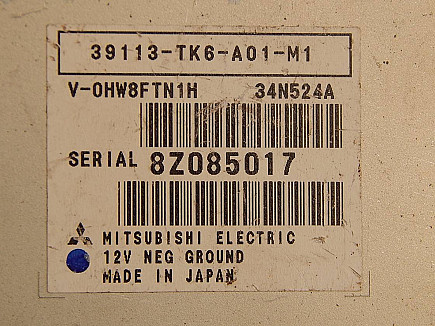 39113-TK6-A01-M1
V-0HW8FTN1H 34N524A
SERIAL 8Z085017
MITSUBISHI ELECTRIC
12V NEG GROUND
MADE IN JAPAN